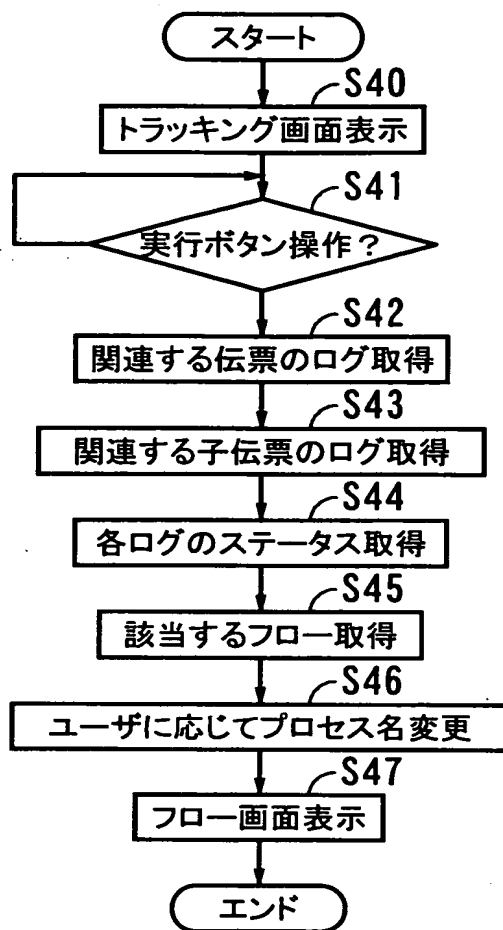 スタート
S40
トラッキング画面表示
S41
実行ボタン操作？
S42
関連する伝票のログ取得
S43
関連する子伝票のログ取得
S44
各ログのステータス取得
S45
該当するフロー取得
S46
ユーザに応じてプロセス名変更
S47
フロー画面表示
エンド